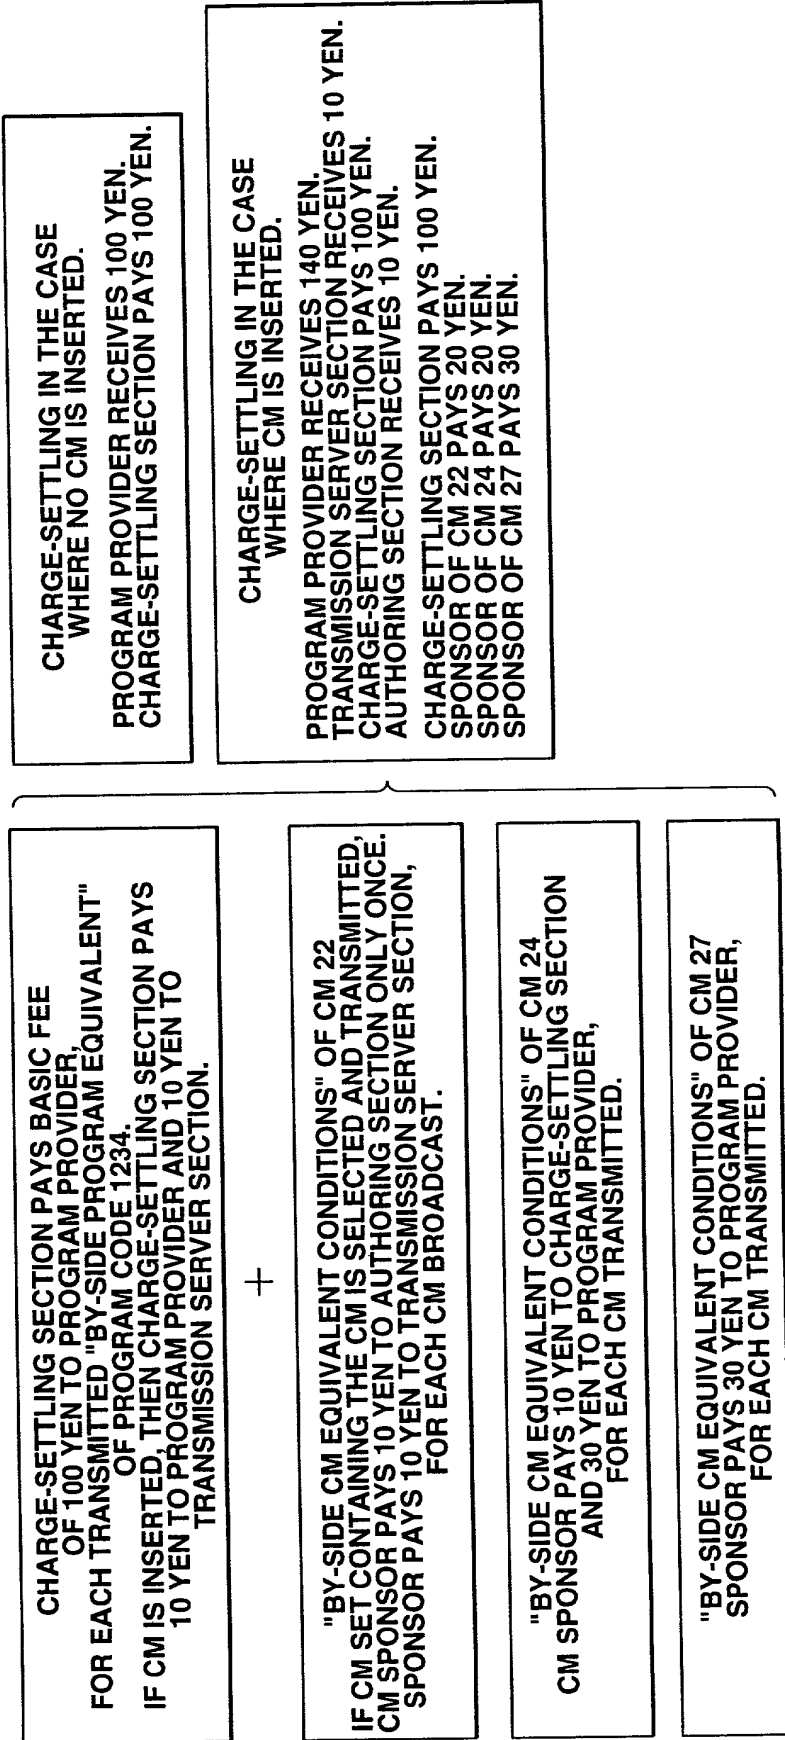 CHARGE-SETTLING SECTION PAYS BASIC FEE
OF 100 YEN TO PROGRAM PROVIDER,
FOR EACH TRANSMITTED "BY-SIDE PROGRAM EQUIVALENT"
OF PROGRAM CODE 1234.
IF CM IS INSERTED, THEN CHARGE-SETTLING SECTION PAYS
10 YEN TO PROGRAM PROVIDER AND 10 YEN TO
TRANSMISSION SERVER SECTION.
+
"BY-SIDE CM EQUIVALENT CONDITIONS" OF CM 22
IF CM SET CONTAINING THE CM IS SELECTED AND TRANSMITTED,
CM SPONSOR PAYS 10 YEN TO AUTHORING SECTION ONLY ONCE.
SPONSOR PAYS 10 YEN TO TRANSMISSION SERVER SECTION,
FOR EACH CM BROADCAST.
"BY-SIDE CM EQUIVALENT CONDITIONS" OF CM 24
CM SPONSOR PAYS 10 YEN TO CHARGE-SETTLING SECTION
AND 30 YEN TO PROGRAM PROVIDER,
FOR EACH CM TRANSMITTED.
"BY-SIDE CM EQUIVALENT CONDITIONS" OF CM 27
SPONSOR PAYS 30 YEN TO PROGRAM PROVIDER,
FOR EACH CM TRANSMITTED.
CHARGE-SETTLING IN THE CASE
WHERE NO CM IS INSERTED.
PROGRAM PROVIDER RECEIVES 100 YEN.
CHARGE-SETTLING SECTION PAYS 100 YEN.
CHARGE-SETTLING IN THE CASE
WHERE CM IS INSERTED.
PROGRAM PROVIDER RECEIVES 140 YEN.
TRANSMISSION SERVER SECTION RECEIVES 10 YEN.
CHARGE-SETTLING SECTION PAYS 100 YEN.
AUTHORING SECTION RECEIVES 10 YEN.
CHARGE-SETTLING SECTION PAYS 100 YEN.
SPONSOR OF CM 22 PAYS 20 YEN.
SPONSOR OF CM 24 PAYS 20 YEN.
SPONSOR OF CM 27 PAYS 30 YEN.